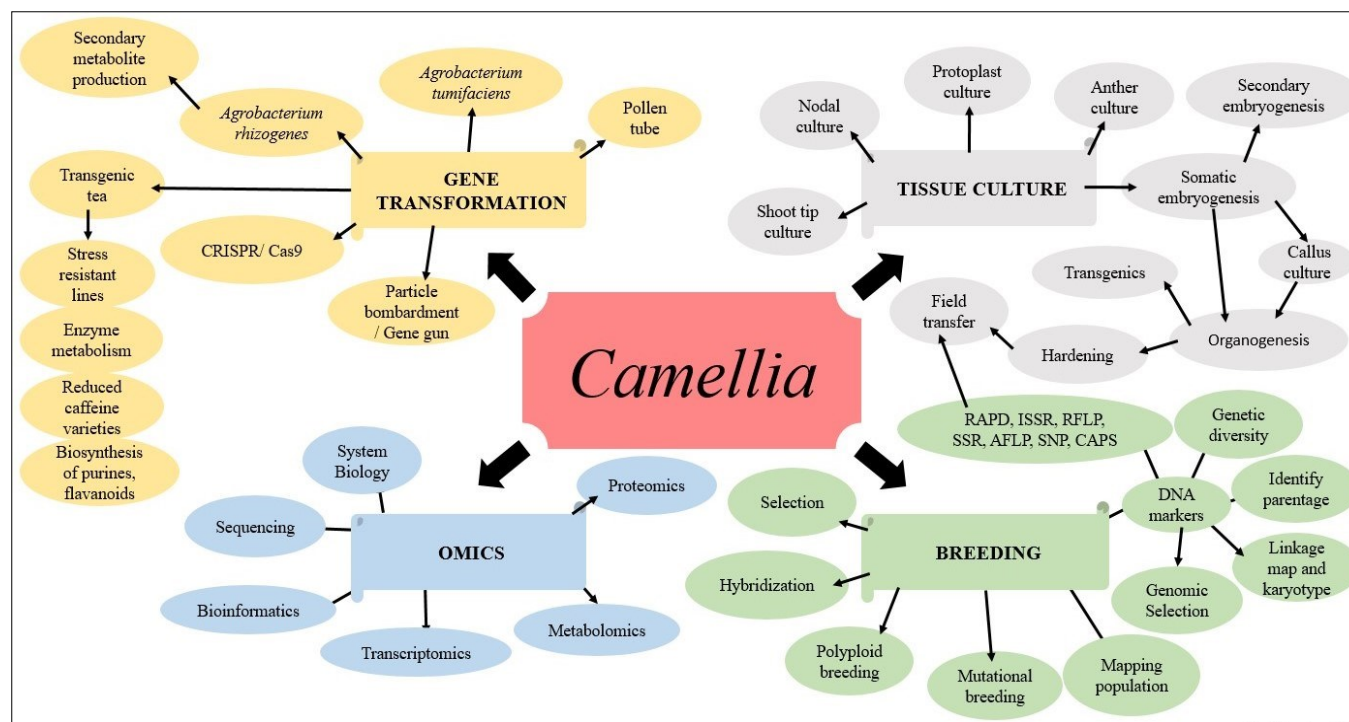 Secondary
metabolite
production
Agrobacterium
rhizogenes
Agrobacterium
tumifaciens
Pollen
tube
GENE
TRANSFORMATION
Transgenic
tea
CRISPR/ Cas9
Particle
bombardment
/ Gene gun
Stress
resistant
lines
Enzyme
metabolism
Reduced
caffeine
varieties
Biosynthesis
of purines,
flavanoids
Nodal
culture
Protoplast
culture
Anther
culture
Secondary
embryogenesis
TISSUE CULTURE
Somatic
embryogenesis
Shoot tip
culture
Callus
culture
Transgenics
Field
transfer
Hardening
Organogenesis
Camellia
System
Biology
Proteomics
Sequencing
OMICS
Bioinformatics
Transcriptomics
Metabolomics
RAPD, ISSR, RFLP,
SSR, AFLP, SNP, CAPS
Genetic
diversity
Identify
parentage
DNA
markers
Linkage
map and
karyotype
Genomic
Selection
Selection
BREEDING
Hybridization
Polyploid
breeding
Mutational
breeding
Mapping
population